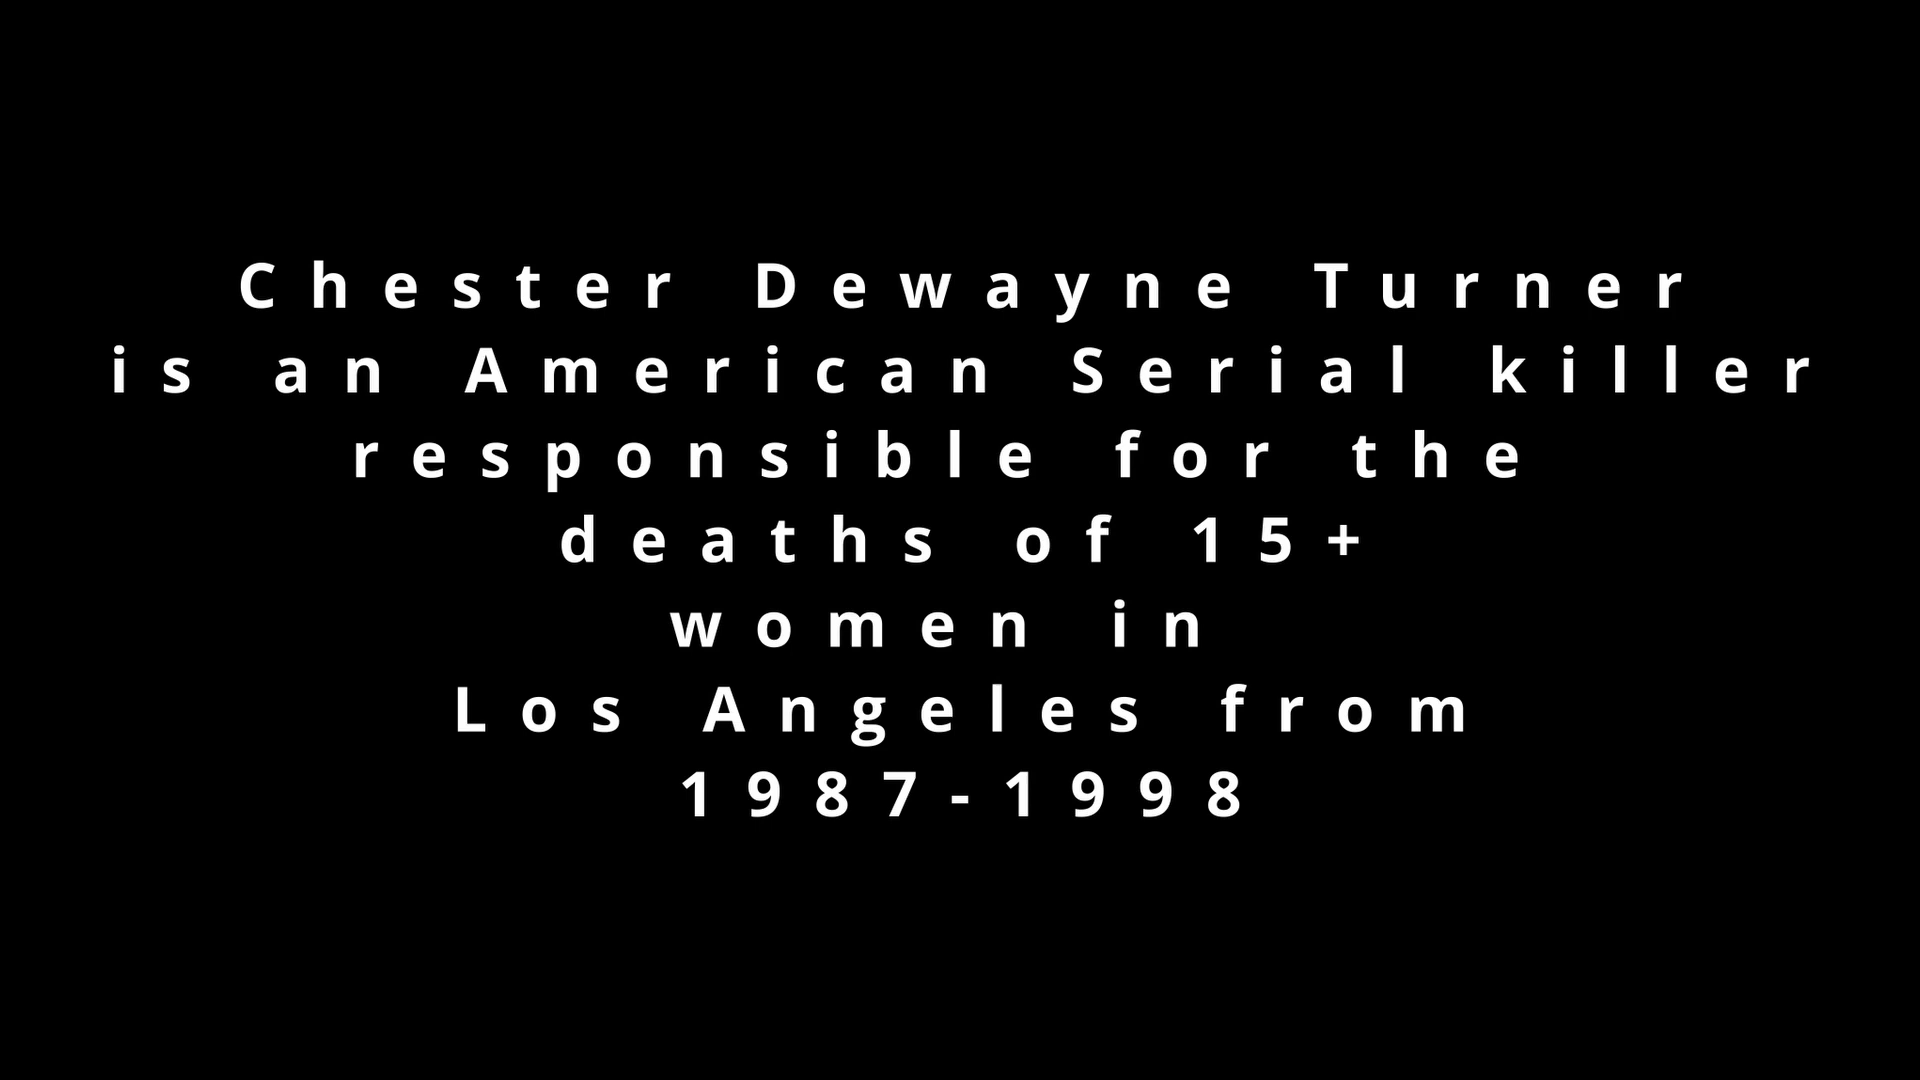 Chester Dewayne Turner
is an American Serial killer
responsible for the
deaths of 15+
women in
Los Angeles from
1987-1998